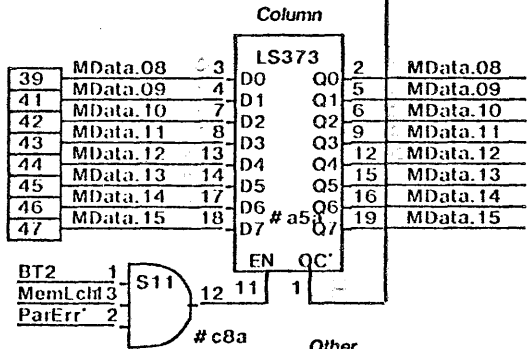 Column
LS373
39 MData.08 3 D0 Q0 2 MData.08
41 MData.09 4 D1 Q1 5 MData.09
42 MData.10 7 D2 Q2 6 MData.10
43 MData.11 8 D3 Q3 9 MData.11
44 MData.12 13 D4 Q4 12 MData.12
45 MData.13 14 D5 Q5 15 MData.13
46 MData.14 17 D6 Q6 16 MData.14
47 MData.15 18 D7 # a5a Q7 19 MData.15
EN OC'
BT2 1 S11 12 11 1
MemLch 13
ParErr' 2
# c8a
Other